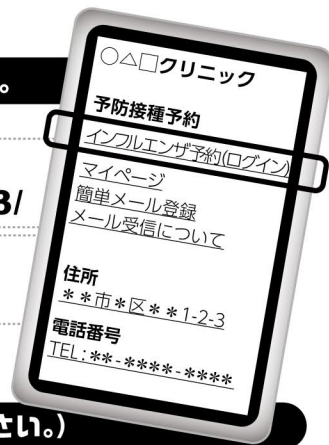 ○△□クリニック
予防接種予約
インフルエンザ予約(ログイン)
マイページ
簡単メール登録
メール受信について
住所
**市*区**1-2-3
電話番号
TEL:**-****-****
。
3/
さい。)